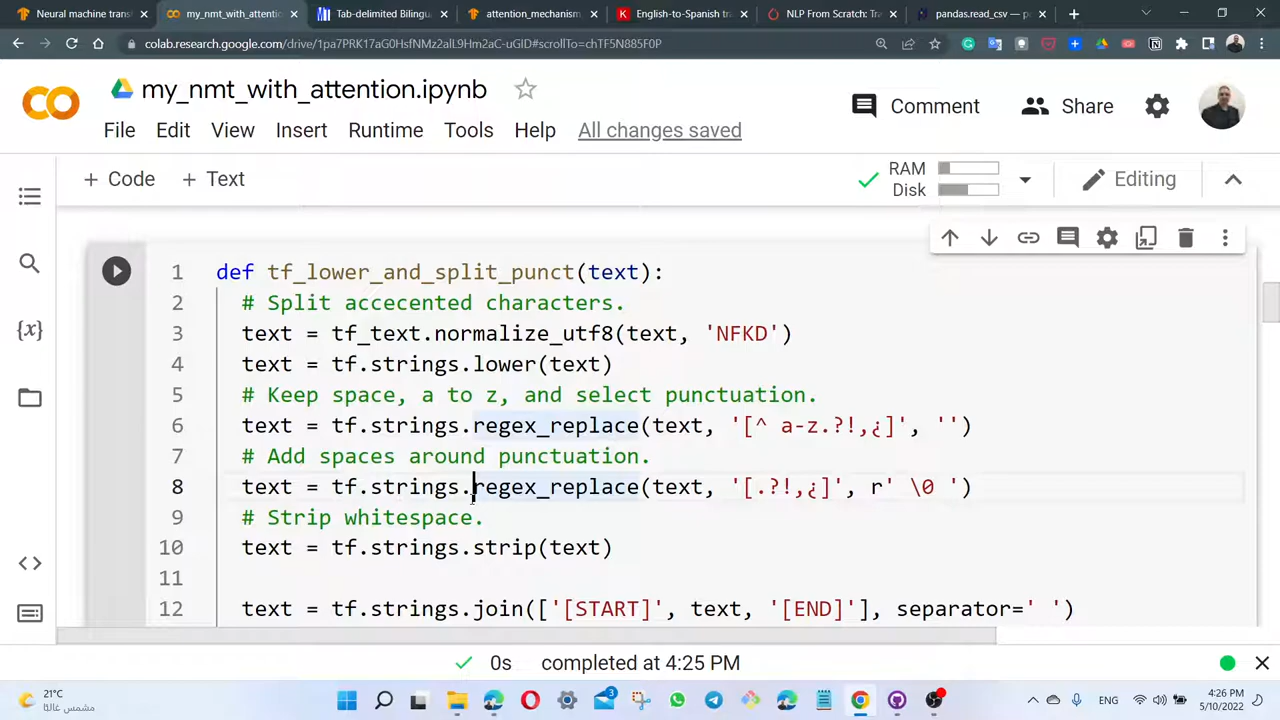 Neural machine trans
my_nmt_with_attentio
Tab-delimited Bilingu
attention_mechanism
English-to-Spanish tra
NLP From Scratch: Tra
pandas.read_csv — p
colab.research.google.com/drive/1pa7PRK17aG0HsfNMz2alL9Hm2aC-uGID#scrollTo=chTF5N885F0P
my_nmt_with_attention.ipynb
Comment
Share
File Edit View Insert Runtime Tools Help All changes saved
+ Code + Text
RAM
Disk
Editing
1 def tf_lower_and_split_punct(text):
2 # Split accecented characters.
3 text = tf_text.normalize_utf8(text, 'NFKD')
4 text = tf.strings.lower(text)
5 # Keep space, a to z, and select punctuation.
6 text = tf.strings.regex_replace(text, '[^ a-z.?!,¿]', '')
7 # Add spaces around punctuation.
8 text = tf.strings.regex_replace(text, '[.?!,¿]', r' \0 ')
9 # Strip whitespace.
10 text = tf.strings.strip(text)
11
12 text = tf.strings.join(['[START]', text, '[END]'], separator=' ')
0s completed at 4:25 PM
21°C
مشمس غالبًا
3
ENG
4:26 PM
5/10/2022